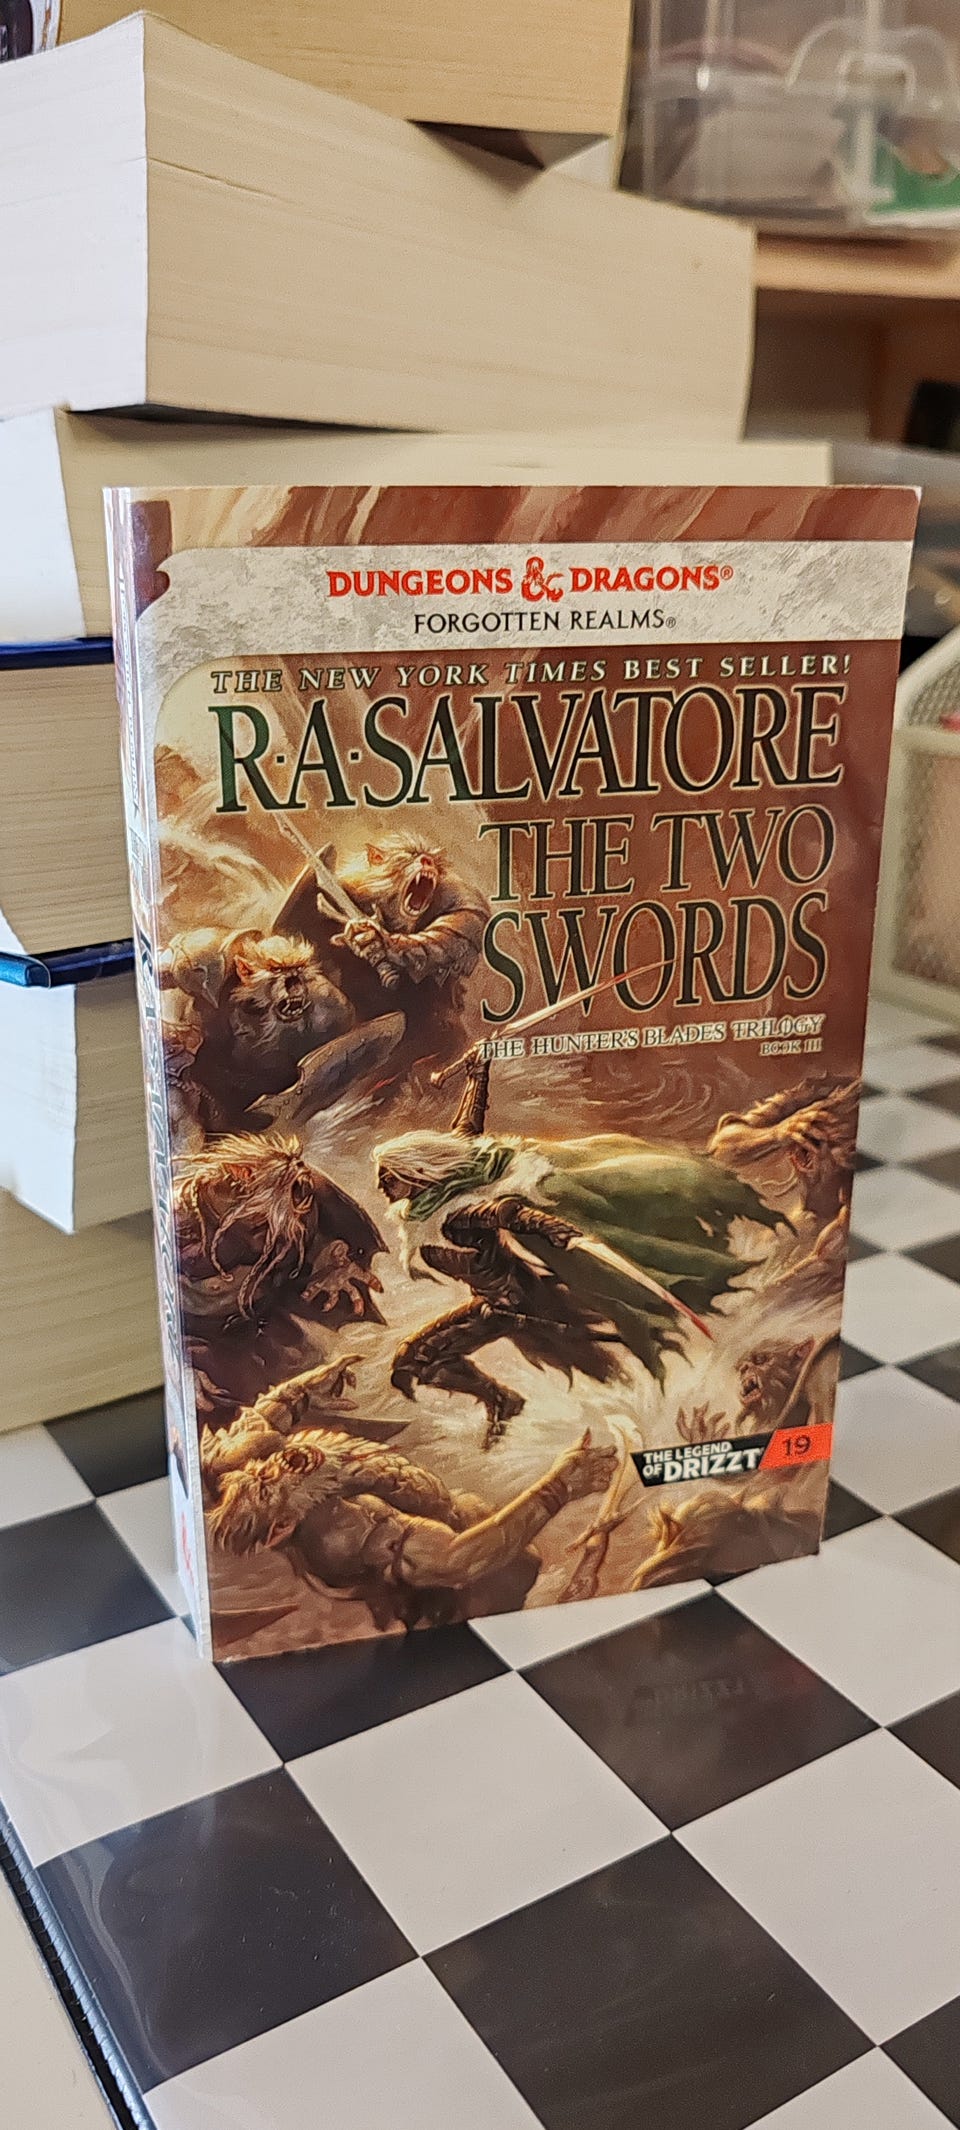 DUNGEONS & DRAGONS®
FORGOTTEN REALMS®
THE NEW YORK TIMES BEST SELLER!
R·A·SALVATORE
THE TWO
SWORDS
THE HUNTER'S BLADES TRILOGY
BOOK III
THE LEGEND
OF DRIZZT® 19